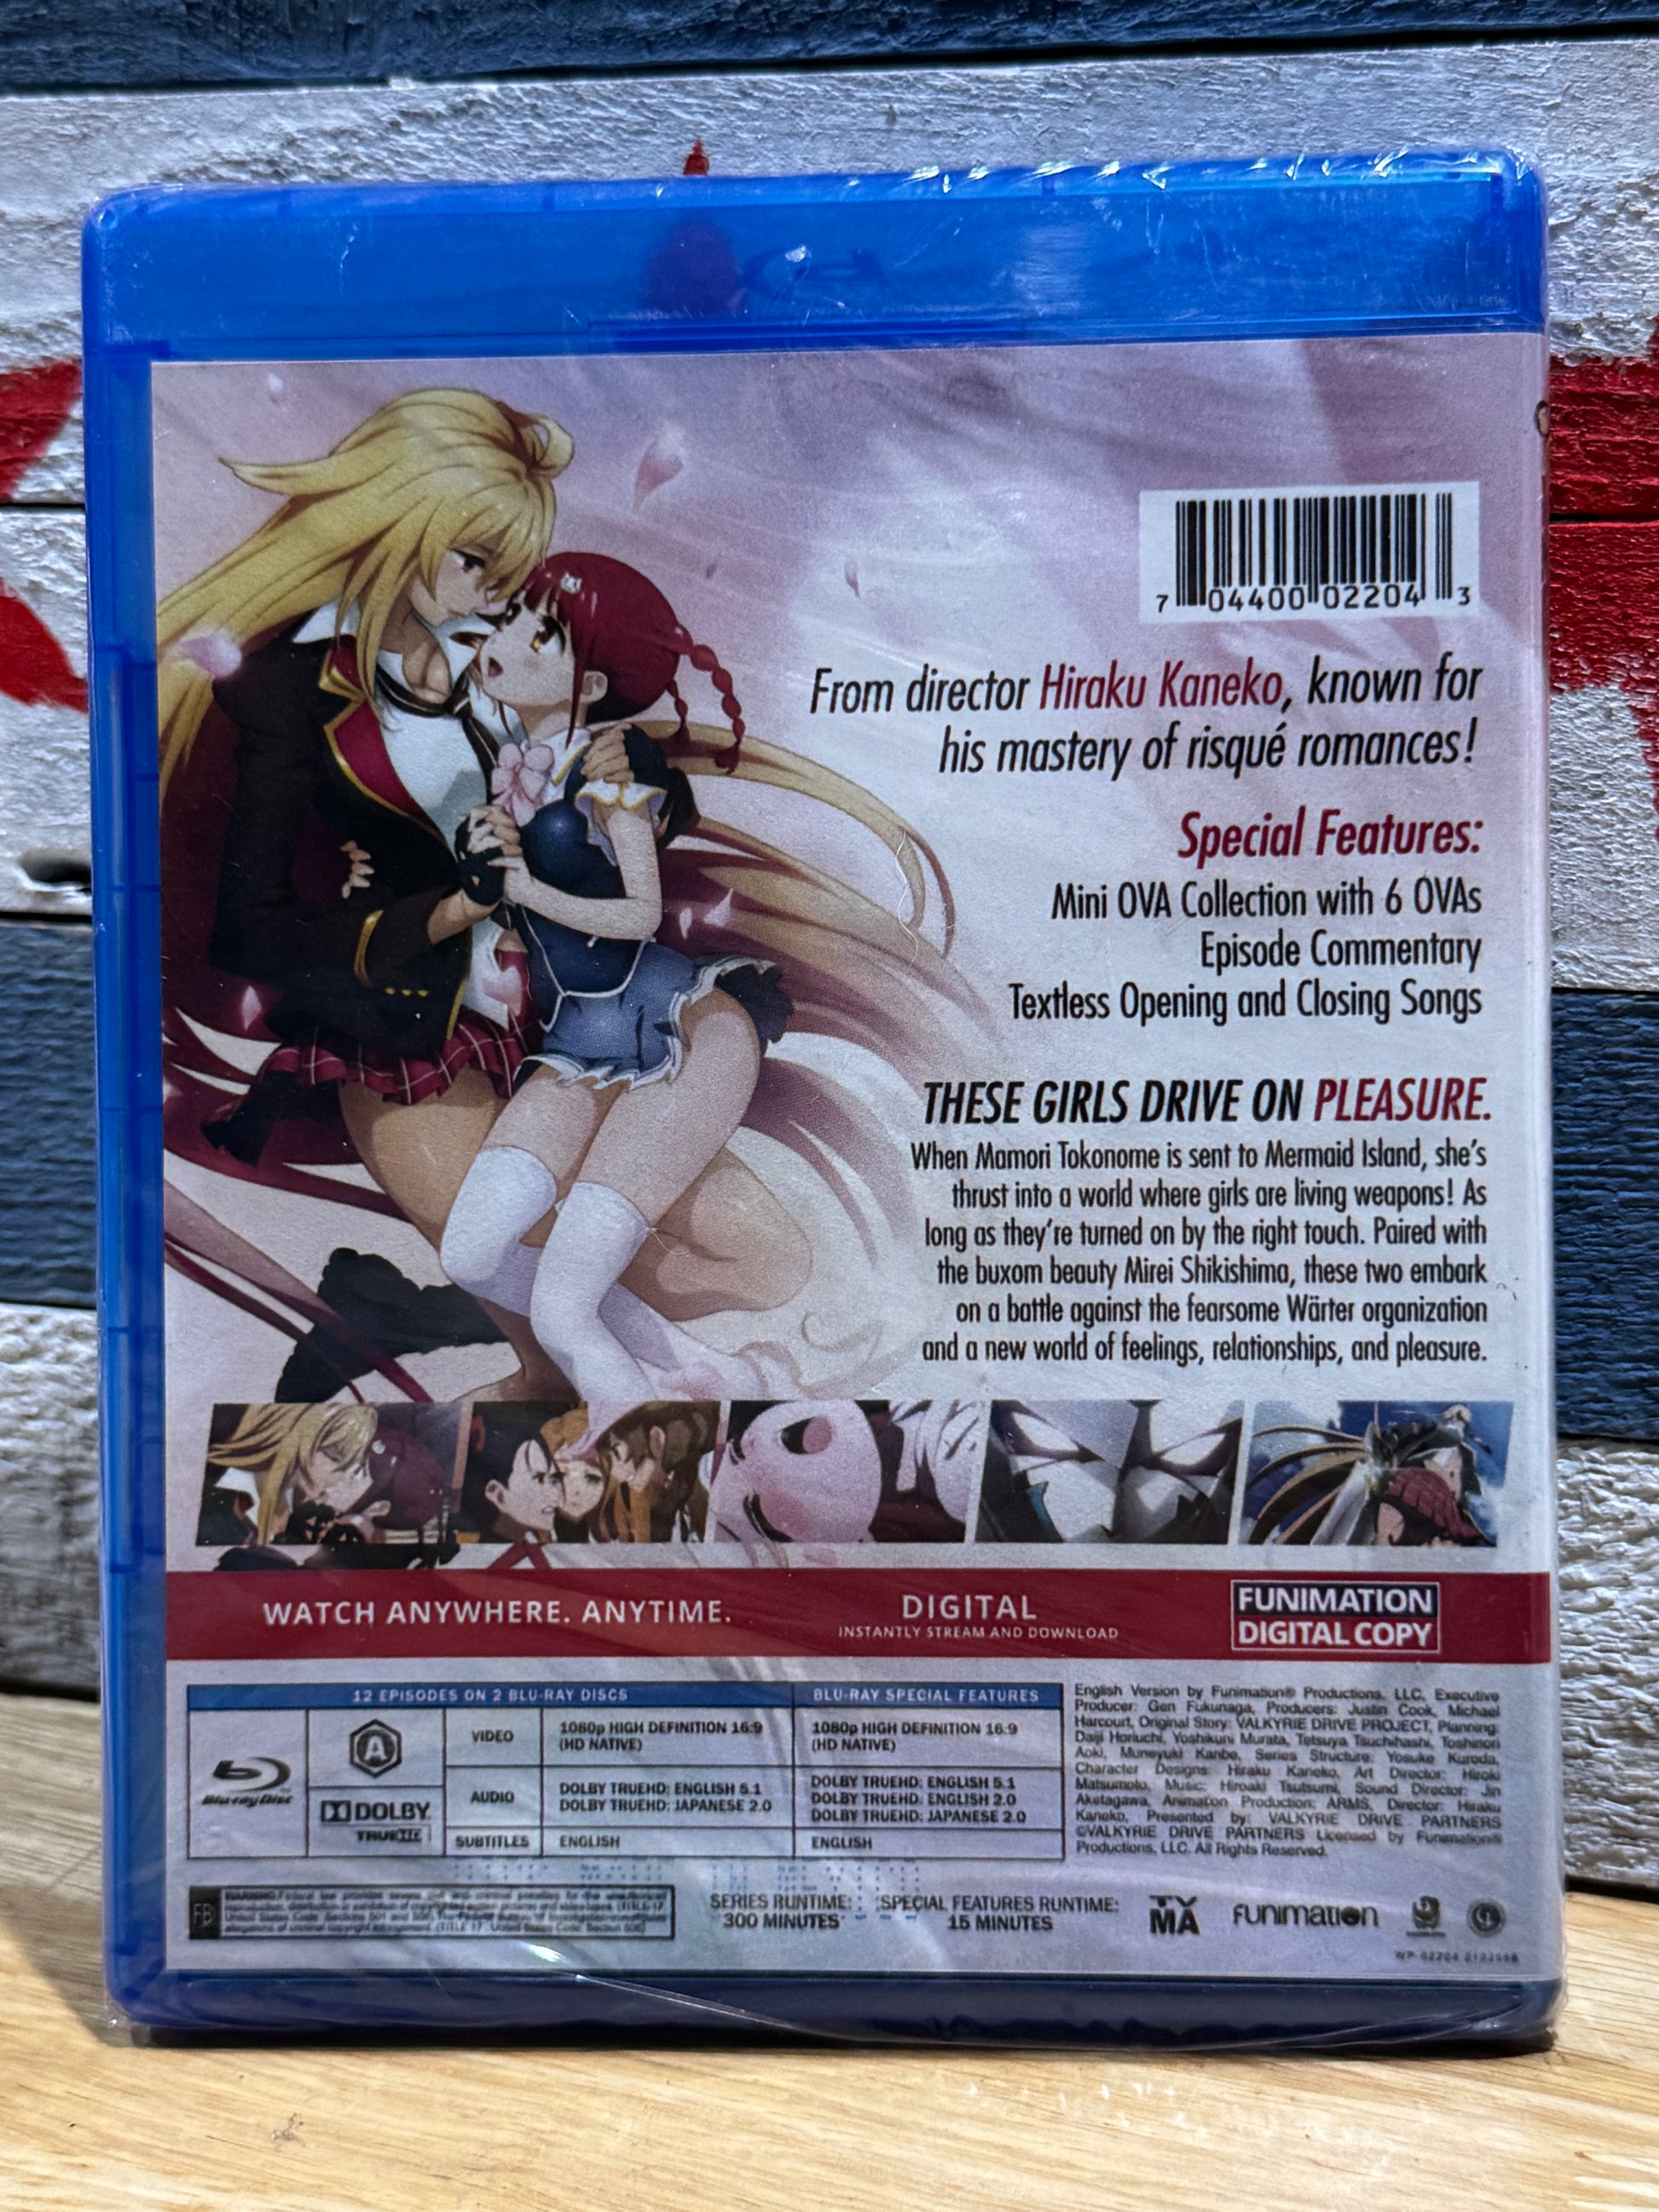 7 04400 02204 3
From director Hiraku Kaneko, known for
his mastery of risqué romances!
Special Features:
Mini OVA Collection with 6 OVAs
Episode Commentary
Textless Opening and Closing Songs
THESE GIRLS DRIVE ON PLEASURE.
When Mamori Tokonome is sent to Mermaid Island, she's
thrust into a world where girls are living weapons! As
long as they're turned on by the right touch. Paired with
the buxom beauty Mirei Shikishima, these two embark
on a battle against the fearsome Wärter organization
and a new world of feelings, relationships, and pleasure.
WATCH ANYWHERE. ANYTIME.
DIGITAL
INSTANTLY STREAM AND DOWNLOAD
FUNIMATION
DIGITAL COPY
12 EPISODES ON 2 BLU-RAY DISCS
BLU-RAY SPECIAL FEATURES
Blu-ray Disc
A
DOLBY
TRUEHD
VIDEO
1080p HIGH DEFINITION 16:9
(HD NATIVE)
1080p HIGH DEFINITION 16:9
(HD NATIVE)
AUDIO
DOLBY TRUEHD: ENGLISH 5.1
DOLBY TRUEHD: JAPANESE 2.0
DOLBY TRUEHD: ENGLISH 5.1
DOLBY TRUEHD: ENGLISH 2.0
DOLBY TRUEHD: JAPANESE 2.0
SUBTITLES
ENGLISH
ENGLISH
English Version by Funimation® Productions, LLC, Executive
Producer: Gen Fukunaga, Producers: Justin Cook, Michael
Harcourt, Original Story: VALKYRIE DRIVE PROJECT, Planning:
Daiji Horiuchi, Yoshikuni Murata, Tetsuya Tsuchihashi, Toshinori
Aoki, Muneyuki Kanbe, Series Structure: Yosuke Kuroda,
Character Designs: Hiraku Kaneko, Art Director: Hiroki
Matsumoto, Music: Hiroaki Tsutsumi, Sound Director: Jin
Aketagawa, Animation Production: ARMS, Director: Hiraku
Kaneko, Presented by: VALKYRIE DRIVE PARTNERS
©VALKYRIE DRIVE PARTNERS Licensed by Funimation®
Productions, LLC. All Rights Reserved.
SERIES RUNTIME:
300 MINUTES
SPECIAL FEATURES RUNTIME:
15 MINUTES
TV
MA
FUNIMATION